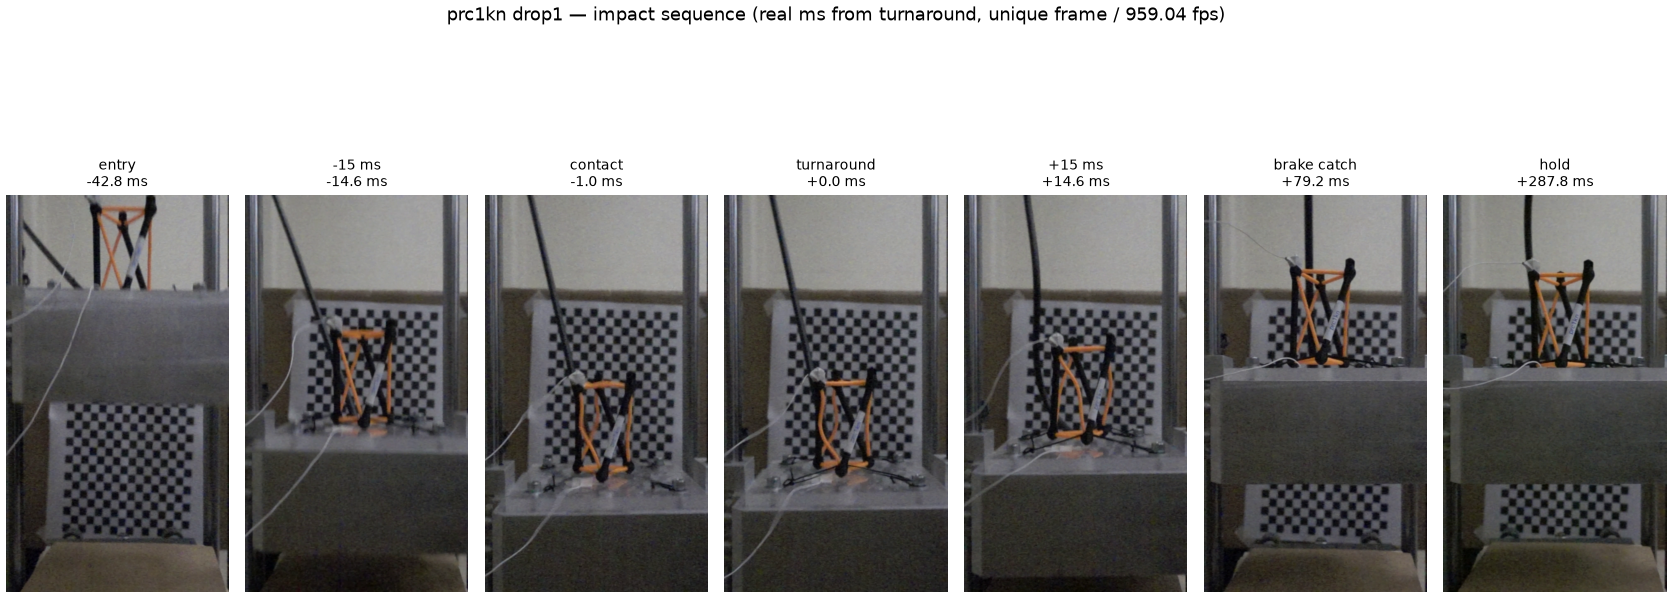 prc1kn drop1 — impact sequence (real ms from turnaround, unique frame / 959.04 fps)
entry
-42.8 ms
-15 ms
-14.6 ms
contact
-1.0 ms
turnaround
+0.0 ms
+15 ms
+14.6 ms
brake catch
+79.2 ms
hold
+287.8 ms